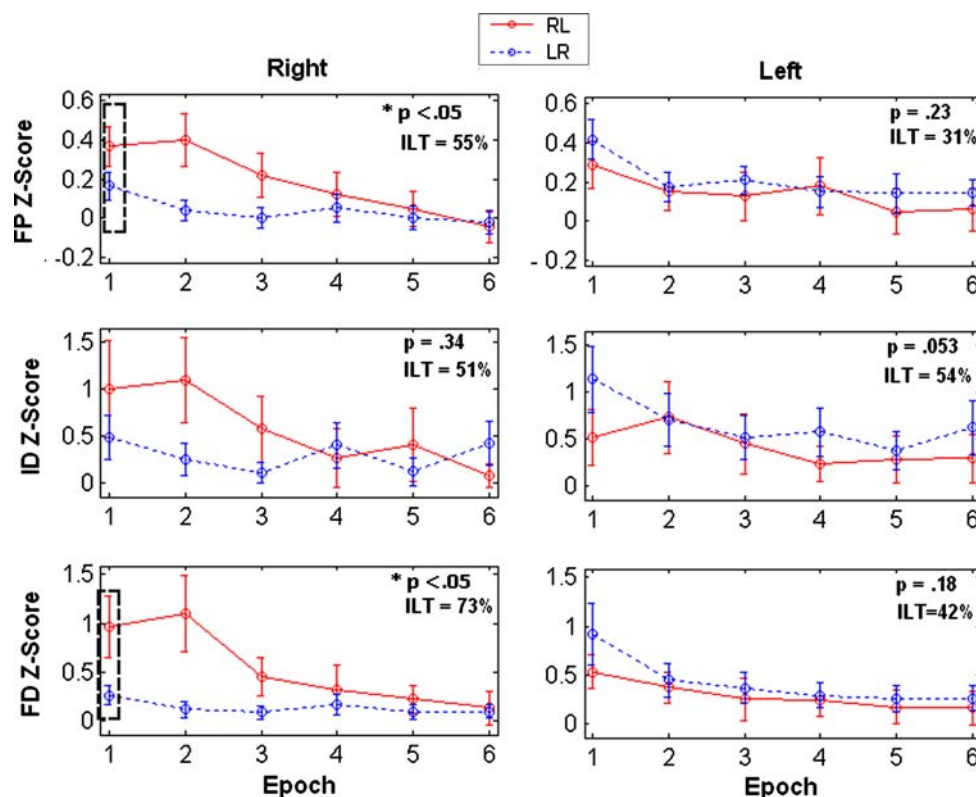 RL
LR
Right
Left
FP Z-Score
0.6
0.4
0.2
0
-0.2
* p <.05
ILT = 55%
1 2 3 4 5 6
0.6
0.4
0.2
0
- 0.2
p = .23
ILT = 31%
1 2 3 4 5 6
ID Z-Score
1.5
1
0.5
0
p = .34
ILT = 51%
1 2 3 4 5 6
1.5
1
0.5
0
p = .053
ILT = 54%
1 2 3 4 5 6
FD Z-Score
1.5
1
0.5
0
* p <.05
ILT = 73%
1 2 3 4 5 6
Epoch
1.5
1
0.5
0
p = .18
ILT=42%
1 2 3 4 5 6
Epoch